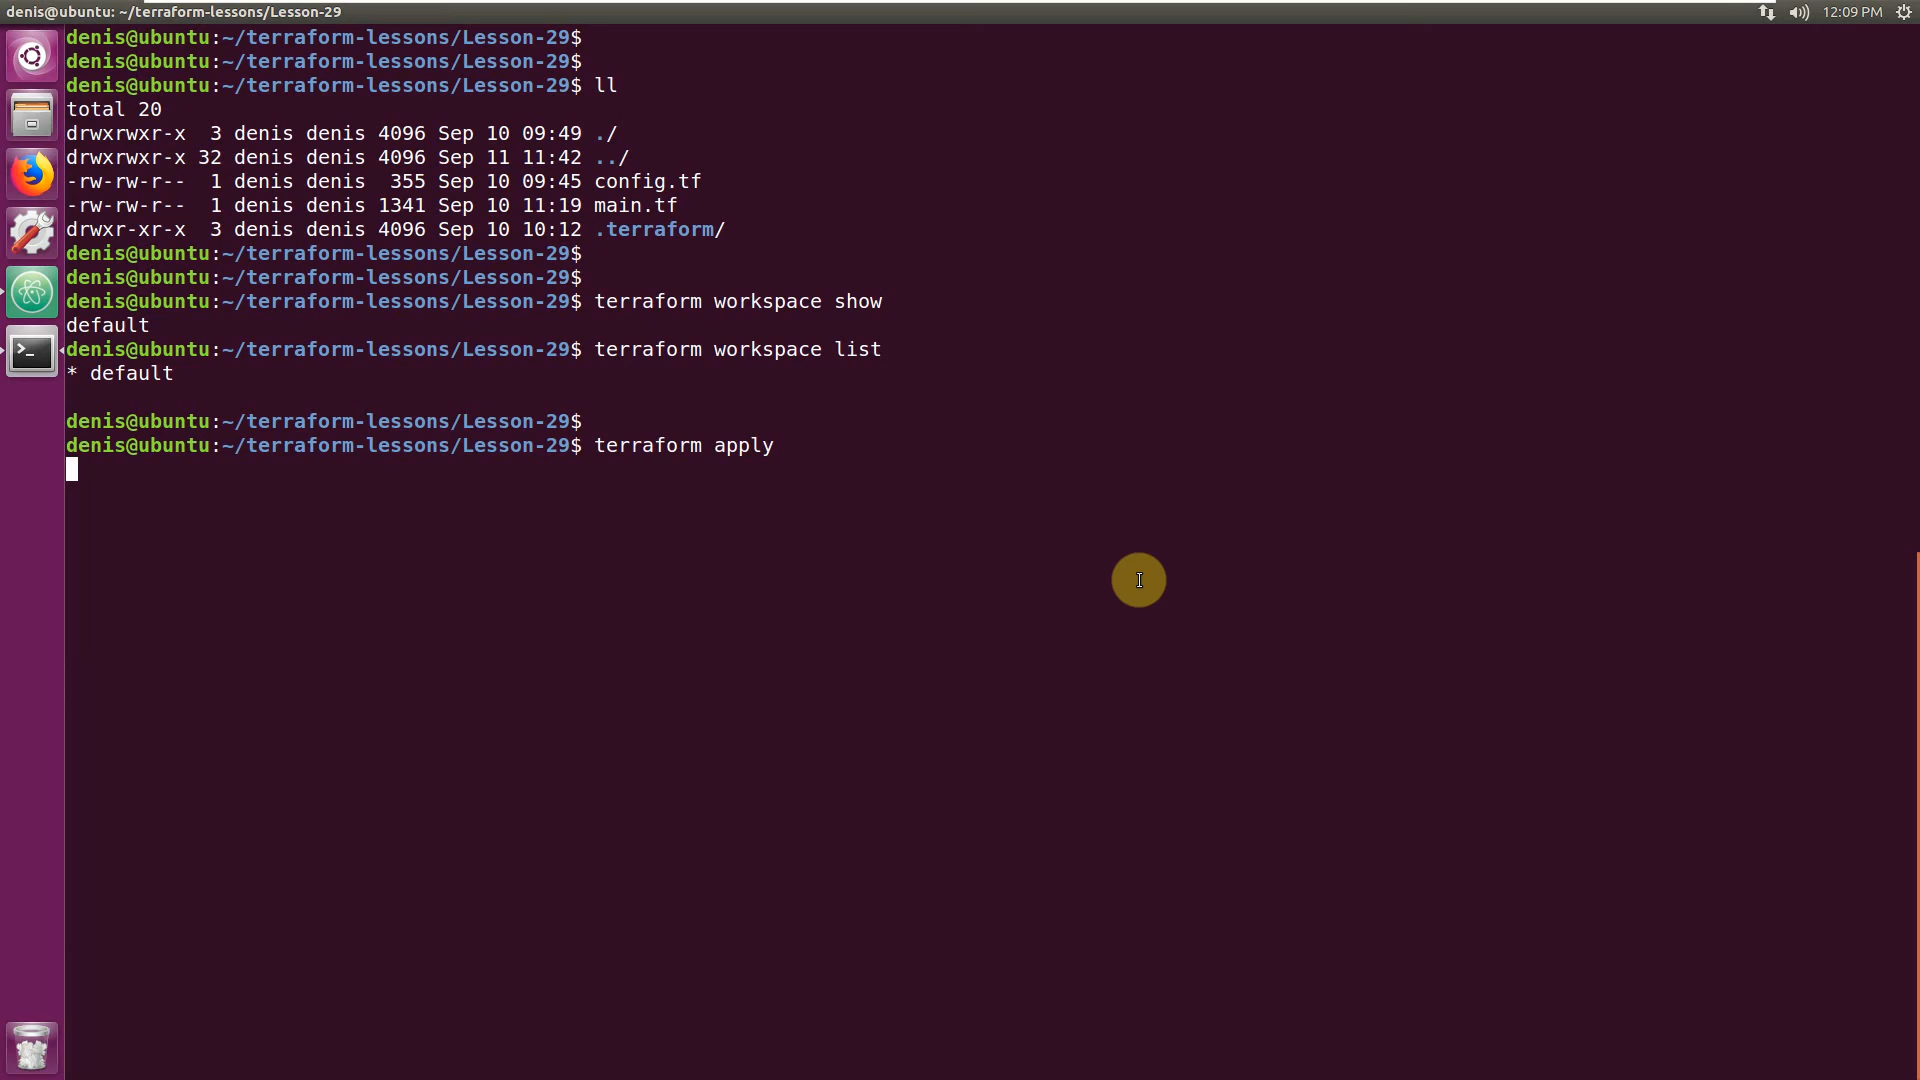 denis@ubuntu: ~/terraform-lessons/Lesson-29 12:09 PM
denis@ubuntu:~/terraform-lessons/Lesson-29$
denis@ubuntu:~/terraform-lessons/Lesson-29$
denis@ubuntu:~/terraform-lessons/Lesson-29$ ll
total 20
drwxrwxr-x  3 denis denis 4096 Sep 10 09:49 ./
drwxrwxr-x 32 denis denis 4096 Sep 11 11:42 ../
-rw-rw-r--  1 denis denis  355 Sep 10 09:45 config.tf
-rw-rw-r--  1 denis denis 1341 Sep 10 11:19 main.tf
drwxr-xr-x  3 denis denis 4096 Sep 10 10:12 .terraform/
denis@ubuntu:~/terraform-lessons/Lesson-29$
denis@ubuntu:~/terraform-lessons/Lesson-29$
denis@ubuntu:~/terraform-lessons/Lesson-29$ terraform workspace show
default
denis@ubuntu:~/terraform-lessons/Lesson-29$ terraform workspace list
* default
denis@ubuntu:~/terraform-lessons/Lesson-29$
denis@ubuntu:~/terraform-lessons/Lesson-29$ terraform apply